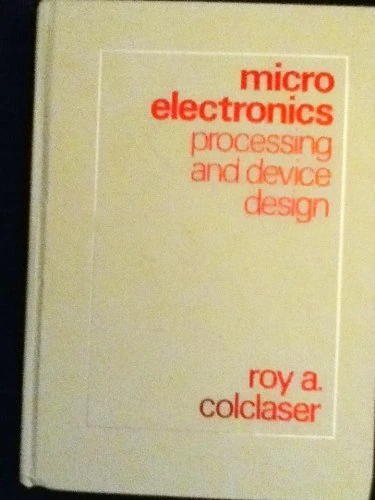 micro
electronics
processing
and device
design
roy a.
colclaser